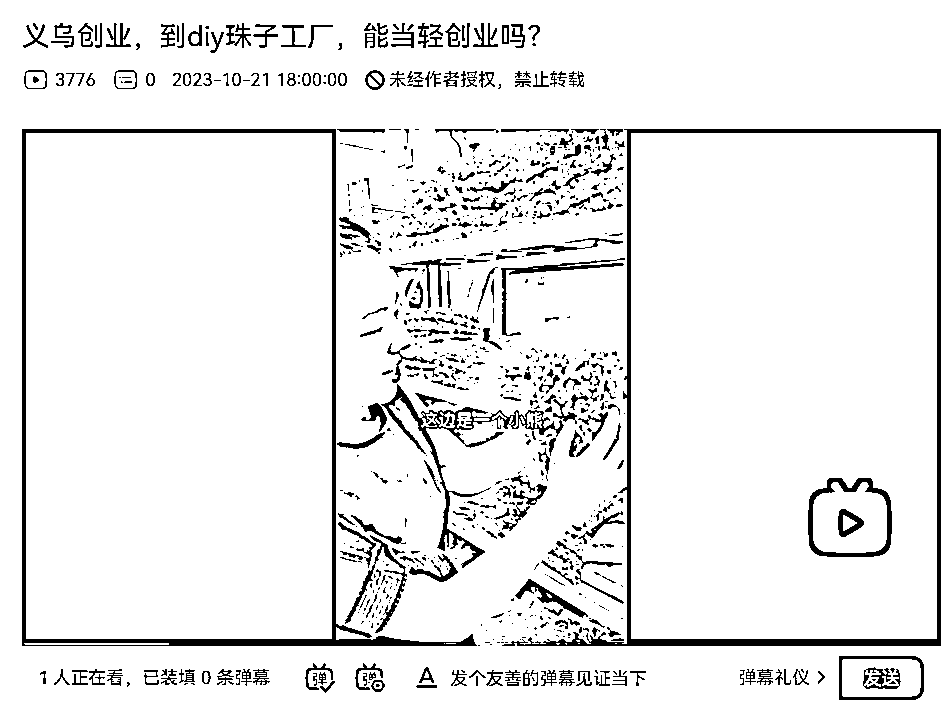 义乌创业，到diy珠子工厂，能当轻创业吗？
3776 0 2023-10-21 18:00:00 未经作者授权，禁止转载
这边是一个小熊
1 人正在看，已装填 0 条弹幕 弹 弹 A 发个友善的弹幕见证当下 弹幕礼仪 > 发送